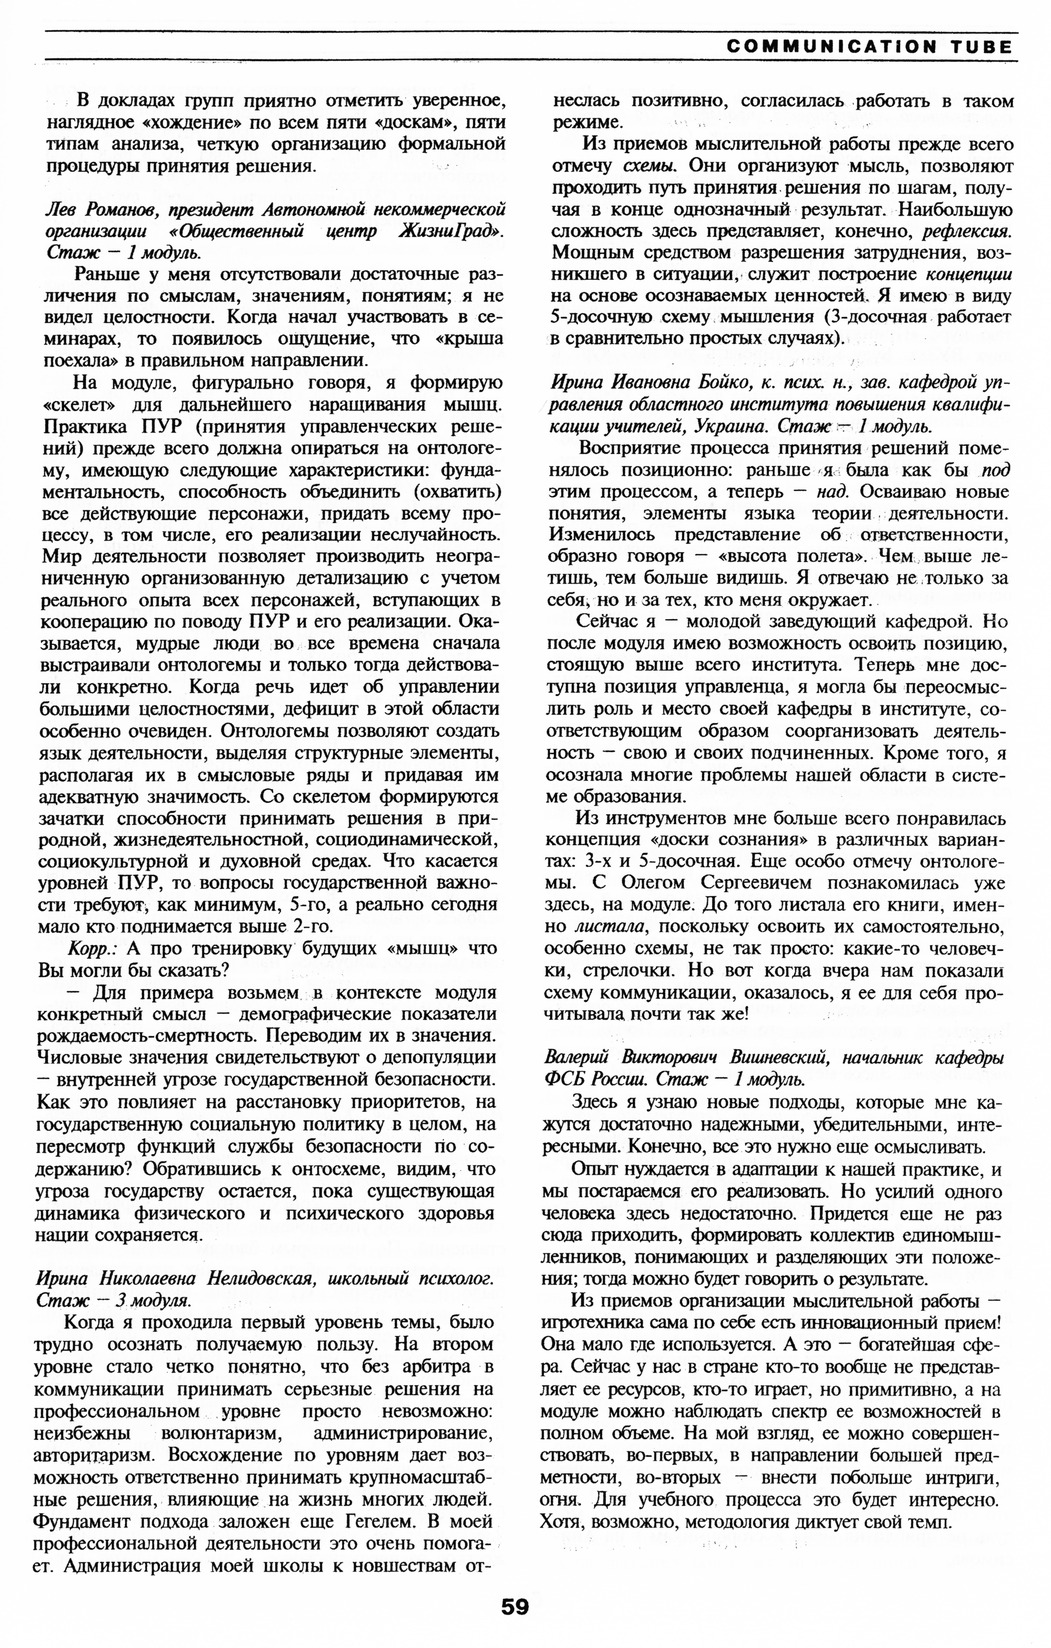 COMMUNICATION TUBE
В докладах групп приятно отметить уверенное,
наглядное «хождение» по всем пяти «доскам», пяти
типам анализа, четкую организацию формальной
процедуры принятия решения.
Лев Романов, президент Автономной некоммерческой
организации «Общественный центр ЖизниГрад».
Стаж — 1 модуль.
Раньше у меня отсутствовали достаточные раз-
личения по смыслам, значениям, понятиям; я не
видел целостности. Когда начал участвовать в се-
минарах, то появилось ощущение, что «крыша
поехала» в правильном направлении.
На модуле, фигурально говоря, я формирую
«скелет» для дальнейшего наращивания мышц.
Практика ПУР (принятия управленческих реше-
ний) прежде всего должна опираться на онтологе-
му, имеющую следующие характеристики: фунда-
ментальность, способность объединить (охватить)
все действующие персонажи, придать всему про-
цессу, в том числе, его реализации неслучайность.
Мир деятельности позволяет производить неогра-
ниченную организованную детализацию с учетом
реального опыта всех персонажей, вступающих в
кооперацию по поводу ПУР и его реализации. Ока-
зывается, мудрые люди во все времена сначала
выстраивали онтологемы и только тогда действова-
ли конкретно. Когда речь идет об управлении
большими целостностями, дефицит в этой области
особенно очевиден. Онтологемы позволяют создать
язык деятельности, выделяя структурные элементы,
располагая их в смысловые ряды и придавая им
адекватную значимость. Со скелетом формируются
зачатки способности принимать решения в при-
родной, жизнедеятельностной, социодинамической,
социокультурной и духовной средах. Что касается
уровней ПУР, то вопросы государственной важно-
сти требуют, как минимум, 5-го, а реально сегодня
мало кто поднимается выше 2-го.
Корр.: А про тренировку будущих «мышц» что
Вы могли бы сказать?
— Для примера возьмем в контексте модуля
конкретный смысл — демографические показатели
рождаемость-смертность. Переводим их в значения.
Числовые значения свидетельствуют о депопуляции
— внутренней угрозе государственной безопасности.
Как это повлияет на расстановку приоритетов, на
государственную социальную политику в целом, на
пересмотр функций службы безопасности по со-
держанию? Обратившись к онтосхеме, видим, что
угроза государству остается, пока существующая
динамика физического и психического здоровья
нации сохраняется.
Ирина Николаевна Нелидовская, школьный психолог.
Стаж — 3 модуля.
Когда я проходила первый уровень темы, было
трудно осознать получаемую пользу. На втором
уровне стало четко понятно, что без арбитра в
коммуникации принимать серьезные решения на
профессиональном уровне просто невозможно:
неизбежны волюнтаризм, администрирование,
авторитаризм. Восхождение по уровням дает воз-
можность ответственно принимать крупномасштаб-
ные решения, влияющие на жизнь многих людей.
Фундамент подхода заложен еще Гегелем. В моей
профессиональной деятельности это очень помога-
ет. Администрация моей школы к новшествам от-
неслась позитивно, согласилась работать в таком
режиме.
Из приемов мыслительной работы прежде всего
отмечу схемы. Они организуют мысль, позволяют
проходить путь принятия решения по шагам, полу-
чая в конце однозначный результат. Наибольшую
сложность здесь представляет, конечно, рефлексия.
Мощным средством разрешения затруднения, воз-
никшего в ситуации, служит построение концепции
на основе осознаваемых ценностей. Я имею в виду
5-досочную схему мышления (3-досочная работает
в сравнительно простых случаях).
Ирина Ивановна Бойко, к. псих. н., зав. кафедрой уп-
равления областного института повышения квалифи-
кации учителей, Украина. Стаж — 1 модуль.
Восприятие процесса принятия решений поме-
нялось позиционно: раньше я была как бы под
этим процессом, а теперь — над. Осваиваю новые
понятия, элементы языка теории деятельности.
Изменилось представление об ответственности,
образно говоря — «высота полета». Чем выше ле-
тишь, тем больше видишь. Я отвечаю не только за
себя, но и за тех, кто меня окружает.
Сейчас я — молодой заведующий кафедрой. Но
после модуля имею возможность освоить позицию,
стоящую выше всего института. Теперь мне дос-
тупна позиция управленца, я могла бы переосмыс-
лить роль и место своей кафедры в институте, со-
ответствующим образом соорганизовать деятель-
ность — свою и своих подчиненных. Кроме того, я
осознала многие проблемы нашей области в систе-
ме образования.
Из инструментов мне больше всего понравилась
концепция «доски сознания» в различных вариан-
тах: 3-х и 5-досочная. Еще особо отмечу онтологе-
мы. С Олегом Сергеевичем познакомилась уже
здесь, на модуле. До того листала его книги, имен-
но листала, поскольку освоить их самостоятельно,
особенно схемы, не так просто: какие-то человеч-
ки, стрелочки. Но вот когда вчера нам показали
схему коммуникации, оказалось, я ее для себя про-
читывала почти так же!
Валерий Викторович Вишневский, начальник кафедры
ФСБ России. Стаж — 1 модуль.
Здесь я узнаю новые подходы, которые мне ка-
жутся достаточно надежными, убедительными, инте-
ресными. Конечно, все это нужно еще осмысливать.
Опыт нуждается в адаптации к нашей практике, и
мы постараемся его реализовать. Но усилий одного
человека здесь недостаточно. Придется еще не раз
сюда приходить, формировать коллектив единомыш-
ленников, понимающих и разделяющих эти положе-
ния; тогда можно будет говорить о результате.
Из приемов организации мыслительной работы —
игротехника сама по себе есть инновационный прием!
Она мало где используется. А это — богатейшая сфе-
ра. Сейчас у нас в стране кто-то вообще не представ-
ляет ее ресурсов, кто-то играет, но примитивно, а на
модуле можно наблюдать спектр ее возможностей в
полном объеме. На мой взгляд, ее можно совершен-
ствовать, во-первых, в направлении большей пред-
метности, во-вторых — внести побольше интриги,
огня. Для учебного процесса это будет интересно.
Хотя, возможно, методология диктует свой темп.
59